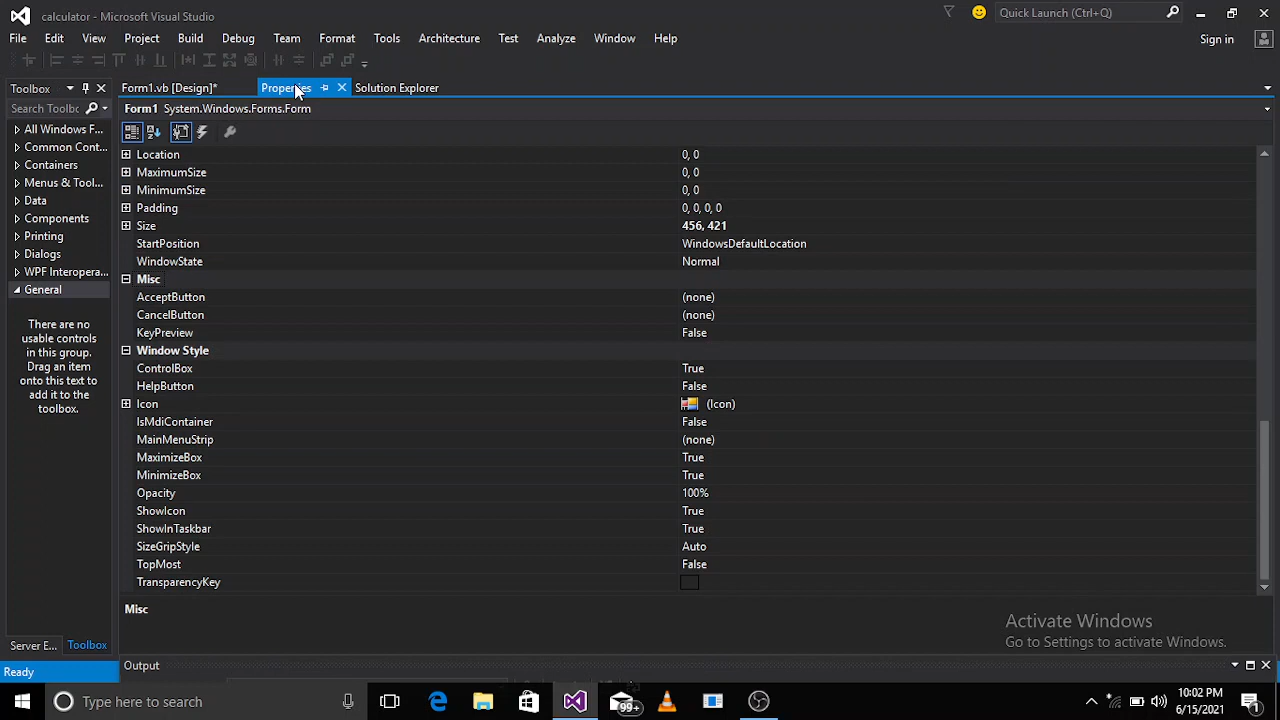 calculator - Microsoft Visual Studio
Quick Launch (Ctrl+Q)
File Edit View Project Build Debug Team Format Tools Architecture Test Analyze Window Help
Sign in
Toolbox
Form1.vb [Design]*
Properties
Solution Explorer
Search Toolbc
Form1 System.Windows.Forms.Form
All Windows F...
Common Cont...
Containers
Menus & Tool...
Data
Components
Printing
Dialogs
WPF Interopera...
General
There are no
usable controls
in this group.
Drag an item
onto this text to
add it to the
toolbox.
Location 0, 0
MaximumSize 0, 0
MinimumSize 0, 0
Padding 0, 0, 0, 0
Size 456, 421
StartPosition WindowsDefaultLocation
WindowState Normal
Misc
AcceptButton (none)
CancelButton (none)
KeyPreview False
Window Style
ControlBox True
HelpButton False
Icon (Icon)
IsMdiContainer False
MainMenuStrip (none)
MaximizeBox True
MinimizeBox True
Opacity 100%
ShowIcon True
ShowInTaskbar True
SizeGripStyle Auto
TopMost False
TransparencyKey
Misc
Activate Windows
Go to Settings to activate Windows.
Server E... Toolbox
Output
Ready
Type here to search
99+
10:02 PM
6/15/2021
1